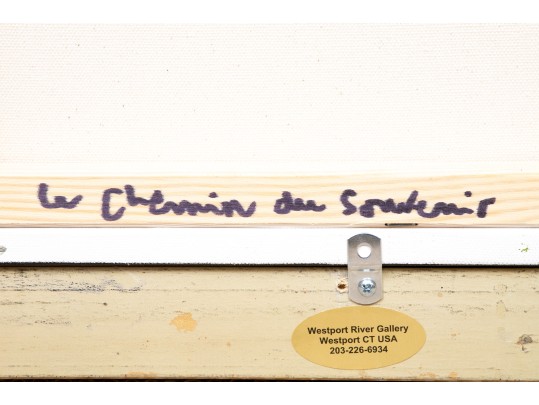 Le Chemin du Souvenir
Westport River Gallery
Westport CT USA
203-226-6934